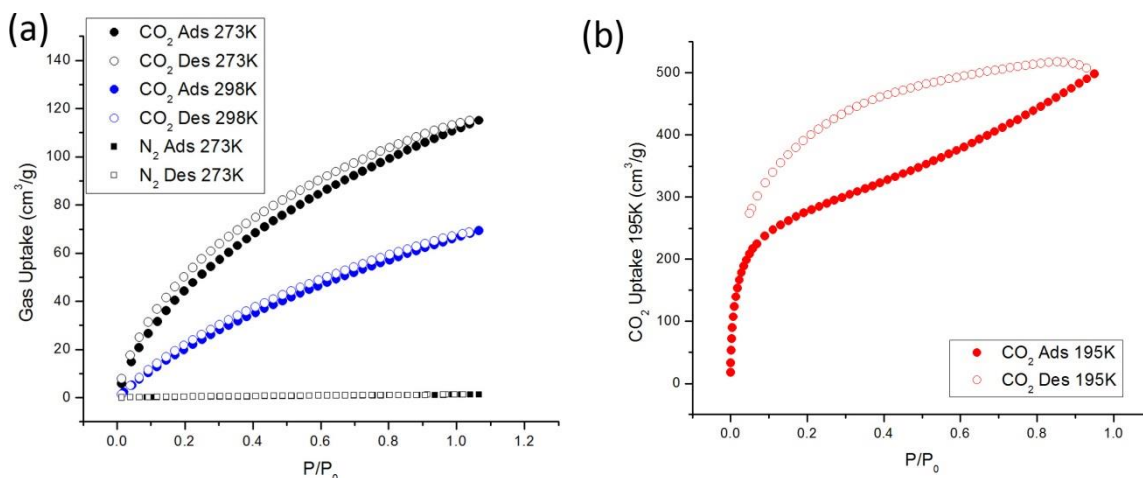 (a)
CO₂ Ads 273K
CO₂ Des 273K
CO₂ Ads 298K
CO₂ Des 298K
N₂ Ads 273K
N₂ Des 273K
Gas Uptake (cm³/g)
140
120
100
80
60
40
20
0
0.0 0.2 0.4 0.6 0.8 1.0 1.2
P/P₀
(b)
CO₂ Uptake 195K (cm³/g)
500
400
300
200
100
0
CO₂ Ads 195K
CO₂ Des 195K
0.0 0.2 0.4 0.6 0.8 1.0
P/P₀